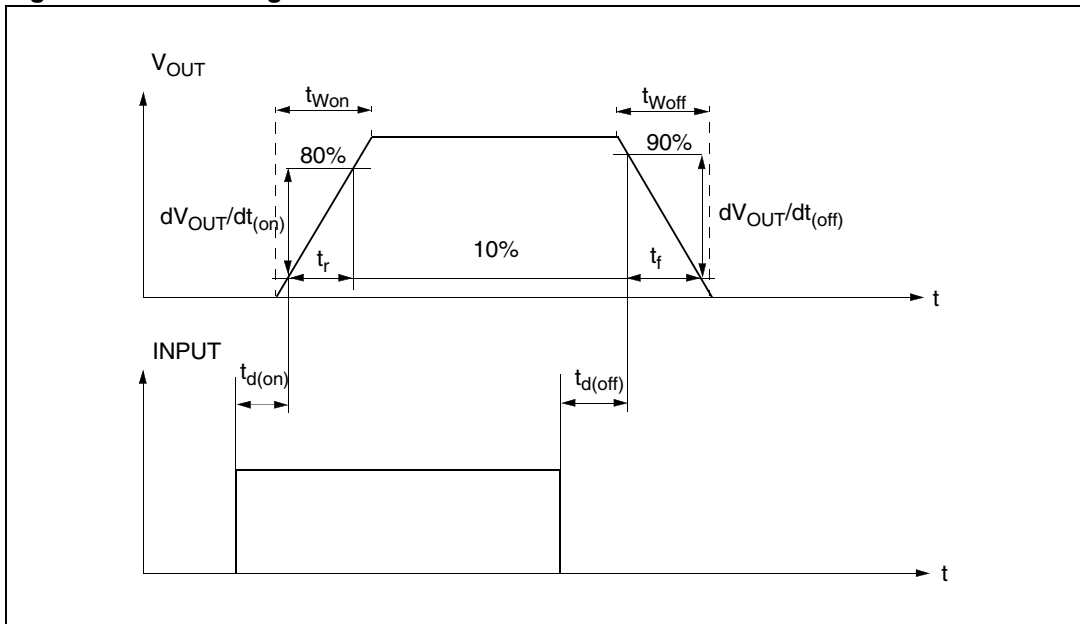 V_OUT
t_Won
t_Woff
80%
90%
dV_OUT/dt_(on)
dV_OUT/dt_(off)
t_r
10%
t_f
t
INPUT
t_d(on)
t_d(off)
t